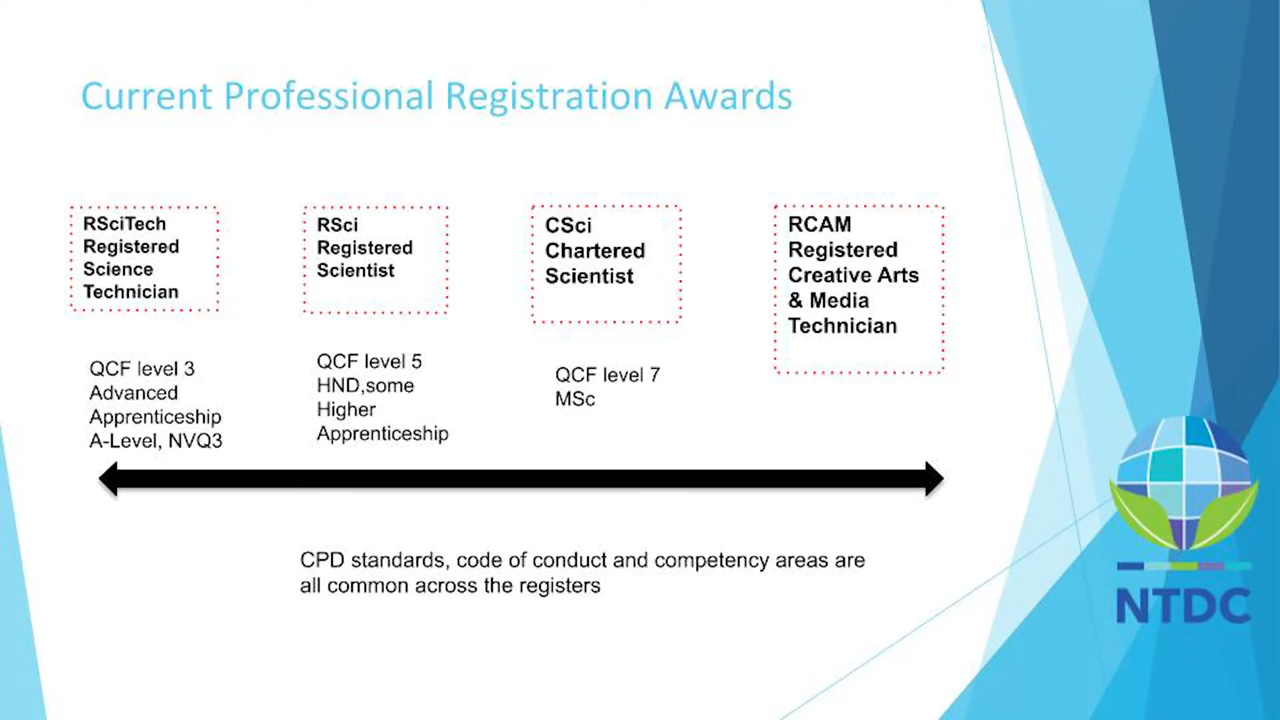 Current Professional Registration Awards
RSciTech
Registered
Science
Technician
RSci
Registered
Scientist
CSci
Chartered
Scientist
RCAM
Registered
Creative Arts
& Media
Technician
QCF level 3
Advanced
Apprenticeship
A-Level, NVQ3
QCF level 5
HND,some
Higher
Apprenticeship
QCF level 7
MSc
CPD standards, code of conduct and competency areas are
all common across the registers
NTDC